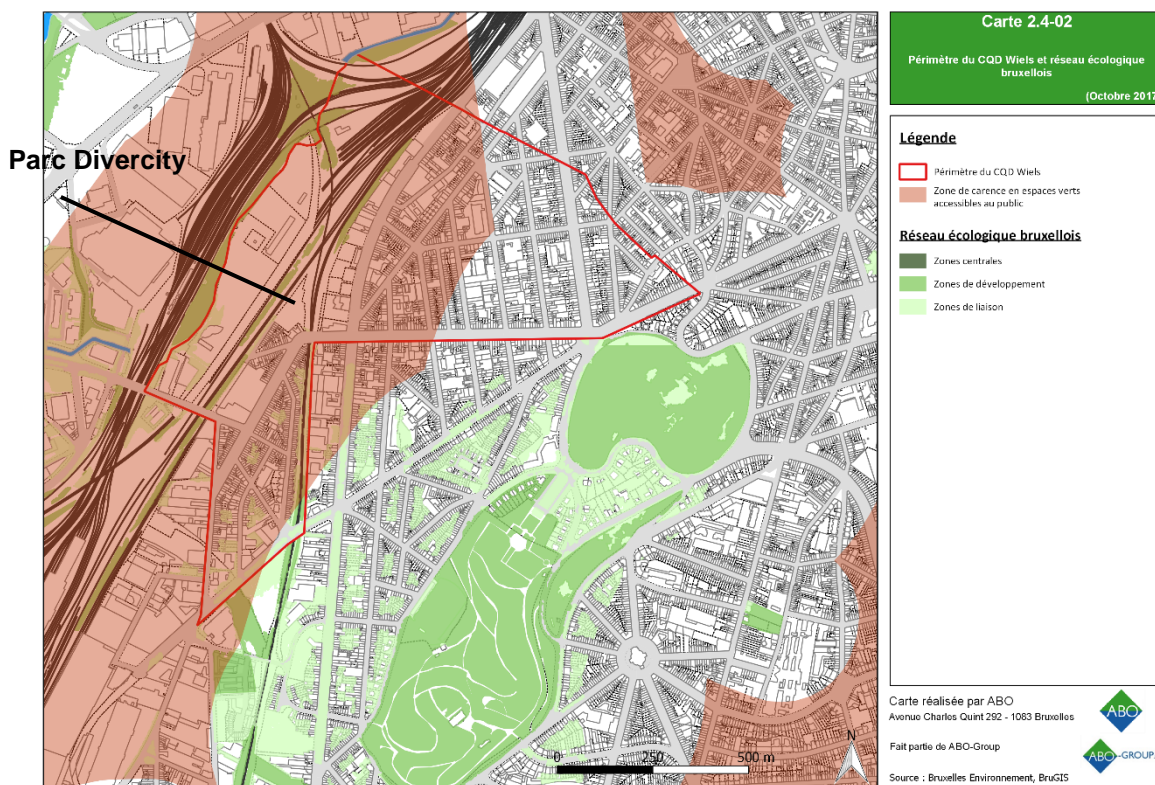 Carte 2.4-02
Périmètre du CQD Wiels et réseau écologique
bruxellois
(Octobre 2017
Parc Divercity
Légende
Périmètre du CQD Wiels
Zone de carence en espaces verts
accessibles au public
Réseau écologique bruxellois
Zones centrales
Zones de développement
Zones de liaison
0 250 500 m
N
Carte réalisée par ABO
Avenue Charles Quint 292 - 1083 Bruxelles
ABO
Fait partie de ABO-Group
ABO-GROUP
Source : Bruxelles Environnement, BruGIS